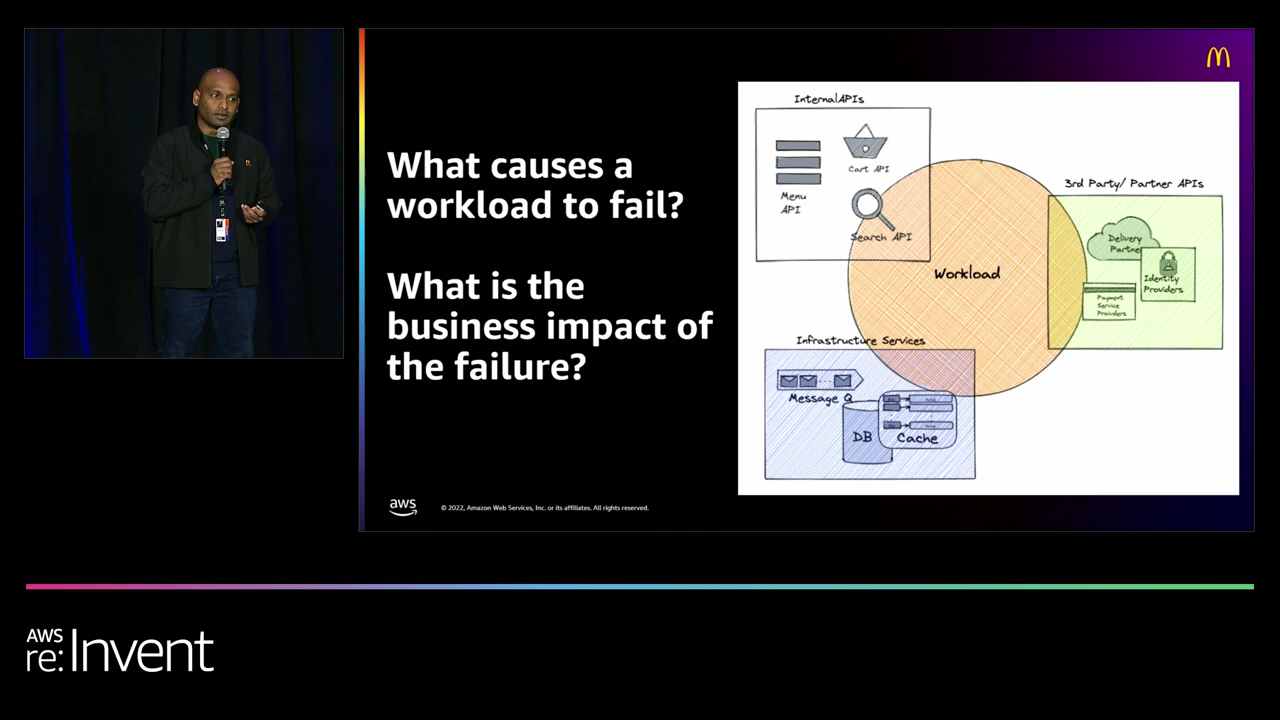 What causes a
workload to fail?
What is the
business impact of
the failure?
InternalAPIs
Menu
API
Cart API
Search API
Workload
3rd Party/ Partner APIs
Delivery
Partner
Identity
Providers
Payment
Service
Providers
Infrastructure Services
Message Q
DB
Cache
aws
© 2022, Amazon Web Services, Inc. or its affiliates. All rights reserved.
AWS
re:Invent